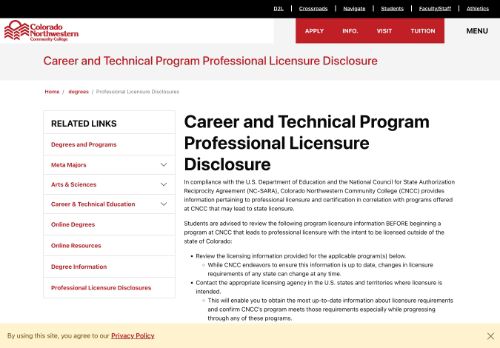 D2L Crossroads Navigate Students Faculty/Staff Athletics
Colorado
Northwestern
Community College
APPLY INFO. VISIT TUITION MENU
Career and Technical Program Professional Licensure Disclosure
Home / degrees / Professional Licensure Disclosures
RELATED LINKS
Degrees and Programs
Meta Majors
Arts & Sciences
Career & Technical Education
Online Degrees
Online Resources
Degree Information
Professional Licensure Disclosures
Career and Technical Program
Professional Licensure
Disclosure
In compliance with the U.S. Department of Education and the National Council for State Authorization
Reciprocity Agreement (NC-SARA), Colorado Northwestern Community College (CNCC) provides
information pertaining to professional licensure and certification in correlation with programs offered
at CNCC that may lead to state licensure.
Students are advised to review the following program licensure information BEFORE beginning a
program at CNCC that leads to professional licensure with the intent to be licensed outside of the
state of Colorado:
• Review the licensing information provided for the applicable program(s) below.
◦ While CNCC endeavors to ensure this information is up to date, changes in licensure
requirements of any state can change at any time.
• Contact the appropriate licensing agency in the U.S. states and territories where licensure is
intended.
◦ This will enable you to obtain the most up-to-date information about licensure requirements
and confirm CNCC's program meets those requirements especially while progressing
through any of these programs.
By using this site, you agree to our Privacy Policy